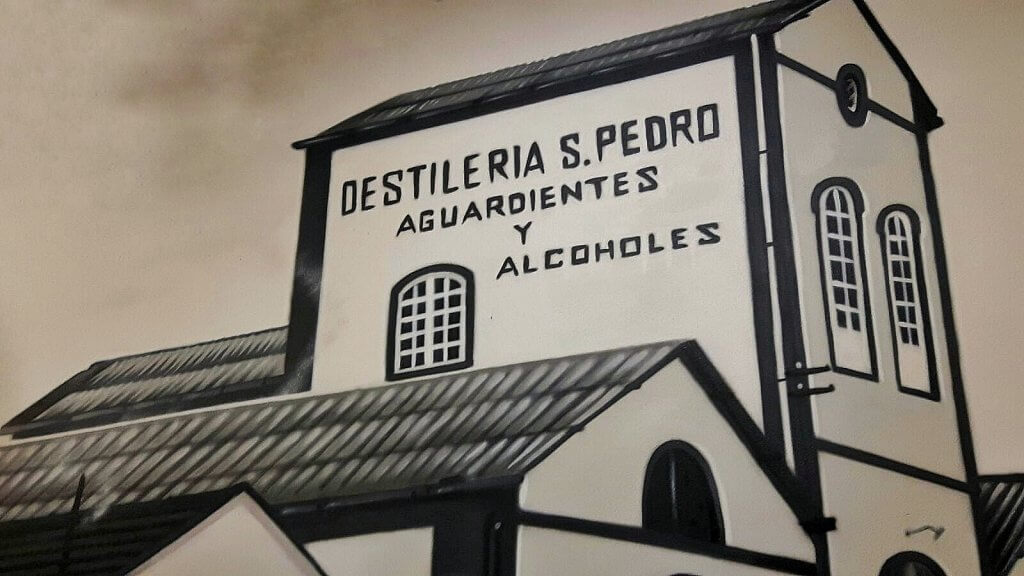 DESTILERIA S. PEDRO
AGUARDIENTES
Y
ALCOHOLES